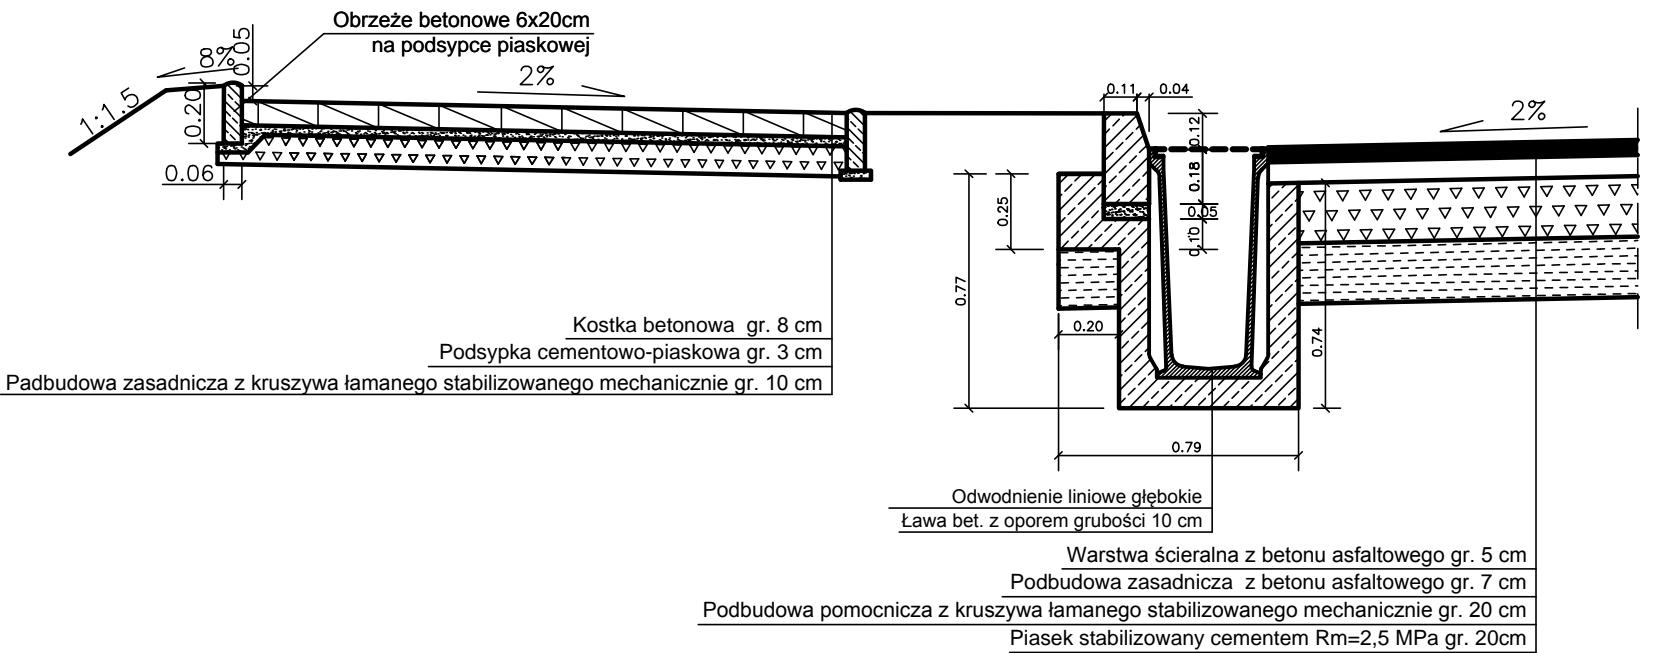 Obrzeże betonowe 6x20cm
na podsypce piaskowej
8%
0.05
2%
1:1.5
0.20
0.06
0.11
0.04
0.12
2%
0.18
0.25
0.05
0.10
0.77
0.20
0.74
0.79
Kostka betonowa gr. 8 cm
Podsypka cementowo-piaskowa gr. 3 cm
Padbudowa zasadnicza z kruszywa łamanego stabilizowanego mechanicznie gr. 10 cm
Odwodnienie liniowe głębokie
Ława bet. z oporem grubości 10 cm
Warstwa ścieralna z betonu asfaltowego gr. 5 cm
Podbudowa zasadnicza z betonu asfaltowego gr. 7 cm
Podbudowa pomocnicza z kruszywa łamanego stabilizowanego mechanicznie gr. 20 cm
Piasek stabilizowany cementem Rm=2,5 MPa gr. 20cm